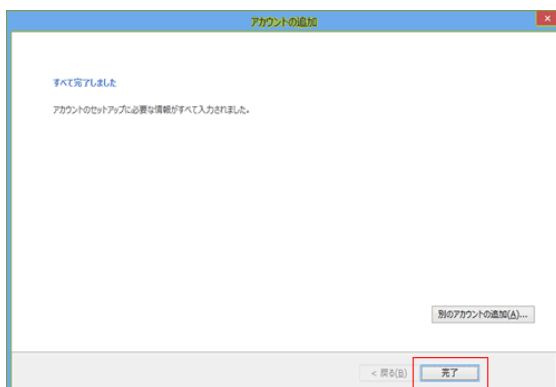 アカウントの追加
すべて完了しました
アカウントのセットアップに必要な情報がすべて入力されました。
別のアカウントの追加(A)...
< 戻る(B)
完了